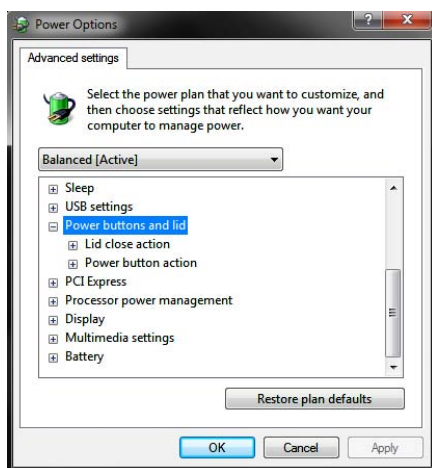 Power Options
Advanced settings
Select the power plan that you want to customize, and
then choose settings that reflect how you want your
computer to manage power.
Balanced [Active]
Sleep
USB settings
Power buttons and lid
Lid close action
Power button action
PCI Express
Processor power management
Display
Multimedia settings
Battery
Restore plan defaults
OK Cancel Apply